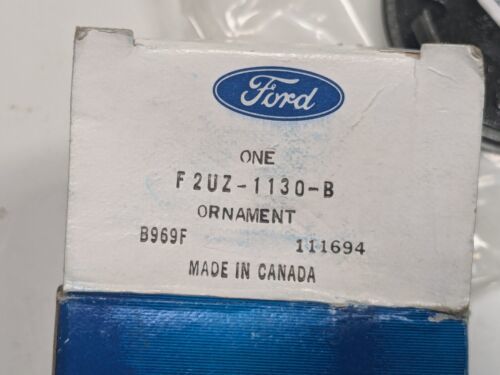 Ford
ONE
F2UZ-1130-B
ORNAMENT
B969F 111694
MADE IN CANADA